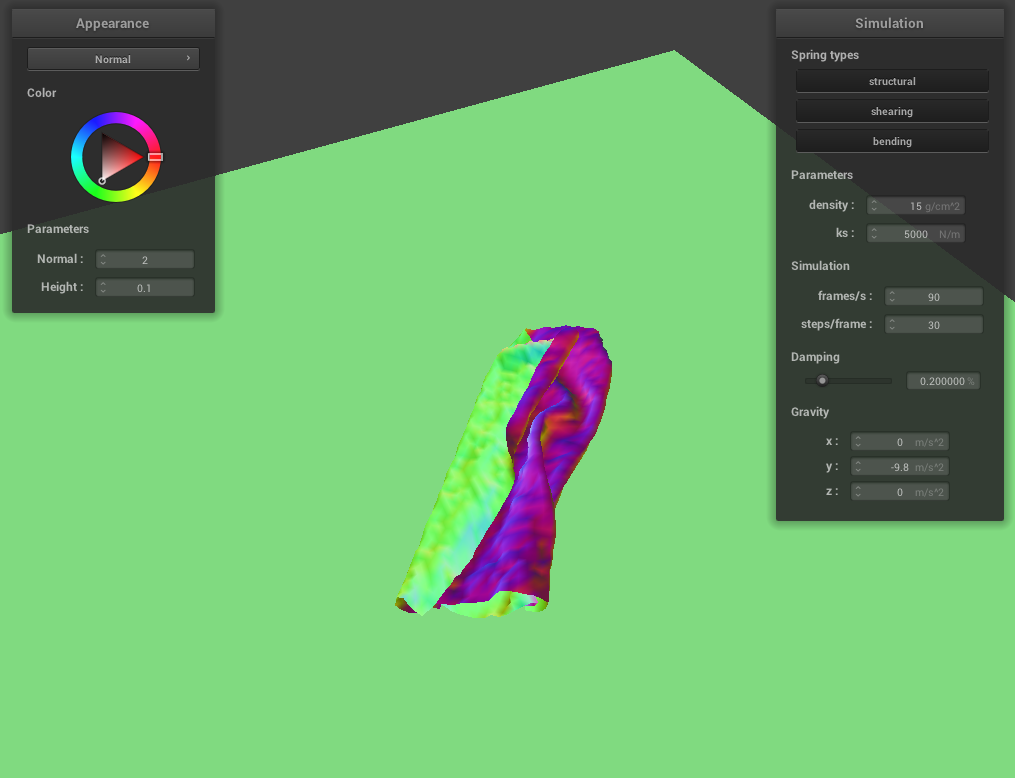 Appearance
Normal ›
Color
Parameters
Normal : 2
Height : 0.1
Simulation
Spring types
structural
shearing
bending
Parameters
density : 15 g/cm^2
ks : 5000 N/m
Simulation
frames/s : 90
steps/frame : 30
Damping
0.200000 %
Gravity
x : 0 m/s^2
y : -9.8 m/s^2
z : 0 m/s^2